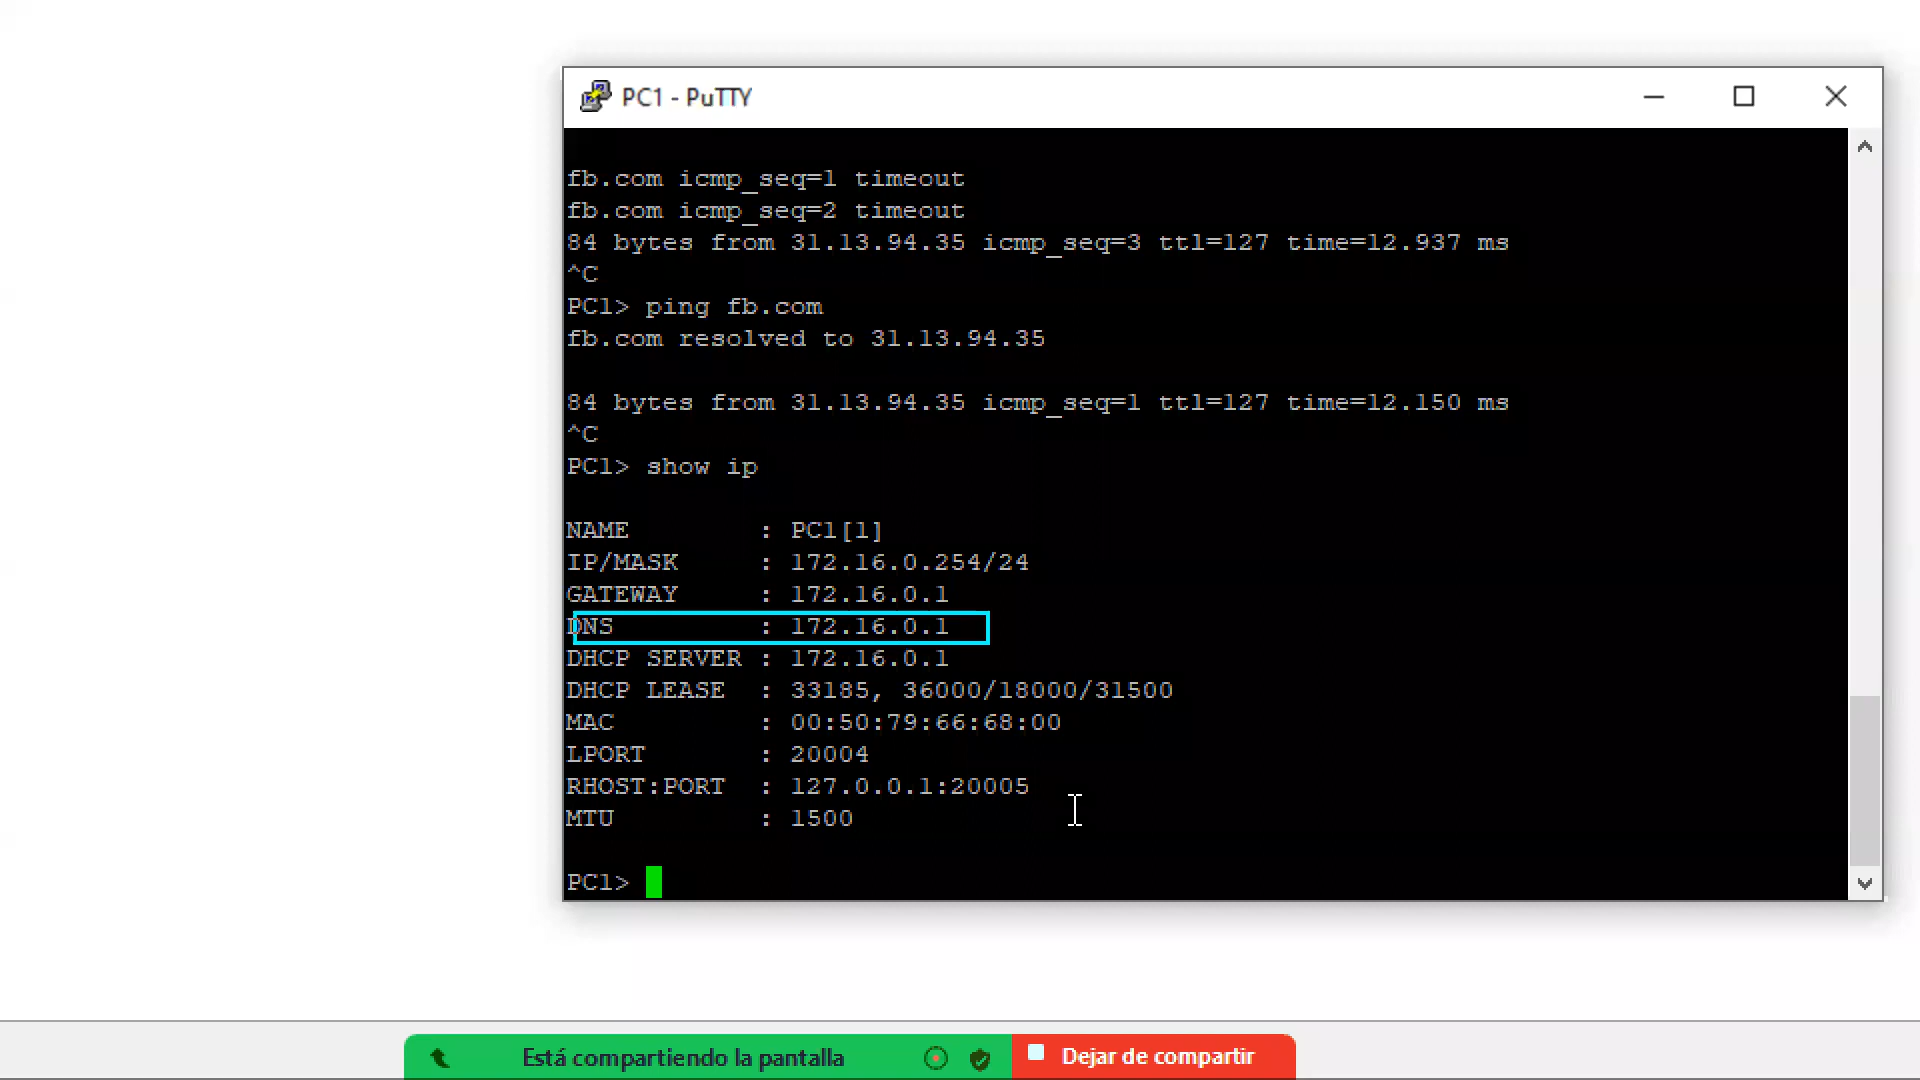 PC1 - PuTTY
fb.com icmp_seq=1 timeout
fb.com icmp_seq=2 timeout
84 bytes from 31.13.94.35 icmp_seq=3 ttl=127 time=12.937 ms
^C
PC1> ping fb.com
fb.com resolved to 31.13.94.35
84 bytes from 31.13.94.35 icmp_seq=1 ttl=127 time=12.150 ms
^C
PC1> show ip
NAME : PC1[1]
IP/MASK : 172.16.0.254/24
GATEWAY : 172.16.0.1
DNS : 172.16.0.1
DHCP SERVER : 172.16.0.1
DHCP LEASE : 33185, 36000/18000/31500
MAC : 00:50:79:66:68:00
LPORT : 20004
RHOST:PORT : 127.0.0.1:20005
MTU : 1500
PC1>
Está compartiendo la pantalla
Dejar de compartir